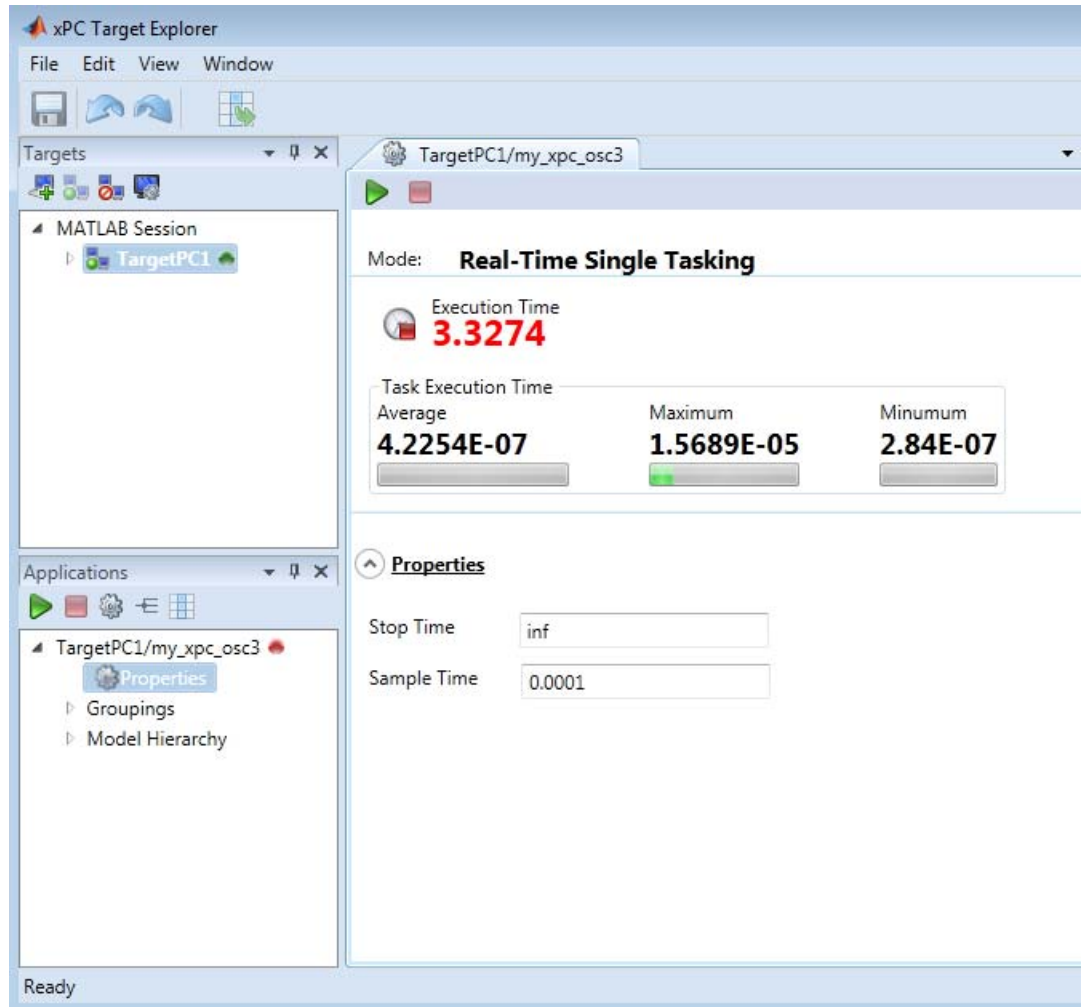 xPC Target Explorer
File Edit View Window
Targets
MATLAB Session
TargetPC1
Applications
TargetPC1/my_xpc_osc3
Properties
Groupings
Model Hierarchy
TargetPC1/my_xpc_osc3
Mode: Real-Time Single Tasking
Execution Time
3.3274
Task Execution Time
Average Maximum Minumum
4.2254E-07 1.5689E-05 2.84E-07
Properties
Stop Time inf
Sample Time 0.0001
Ready